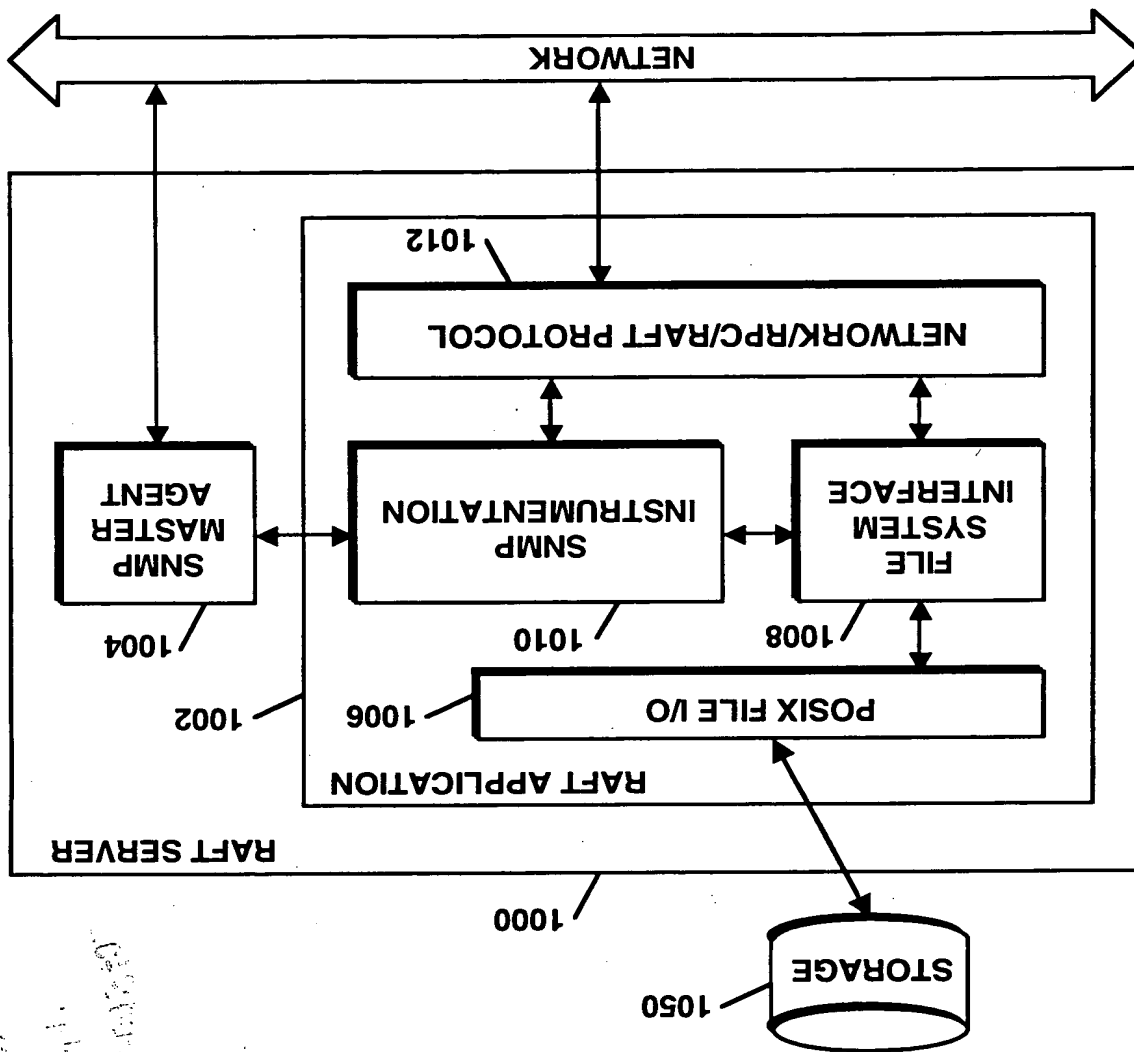 1050
STORAGE
1000
RAFT SERVER
RAFT APPLICATION
POSIX FILE I/O
1006
1002
1008
1010
1004
FILE
SYSTEM
INTERFACE
SNMP
INSTRUMENTATION
SNMP
MASTER
AGENT
NETWORK/RPC/RAFT PROTOCOL
1012
NETWORK